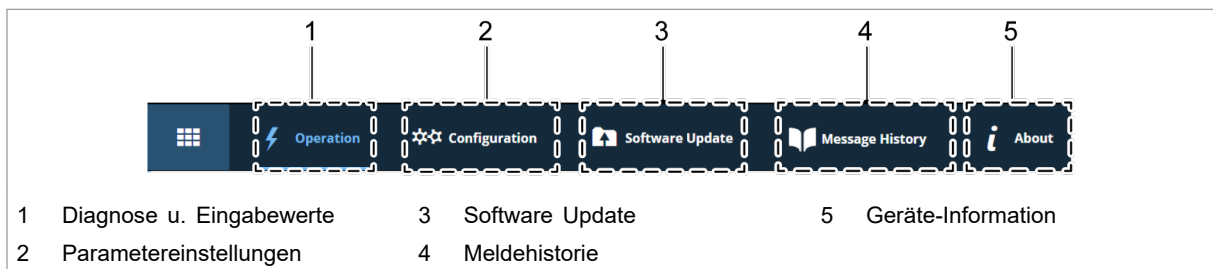 1 2 3 4 5
Operation Configuration Software Update Message History About
1 Diagnose u. Eingabewerte 3 Software Update 5 Geräte-Information
2 Parametereinstellungen 4 Meldehistorie